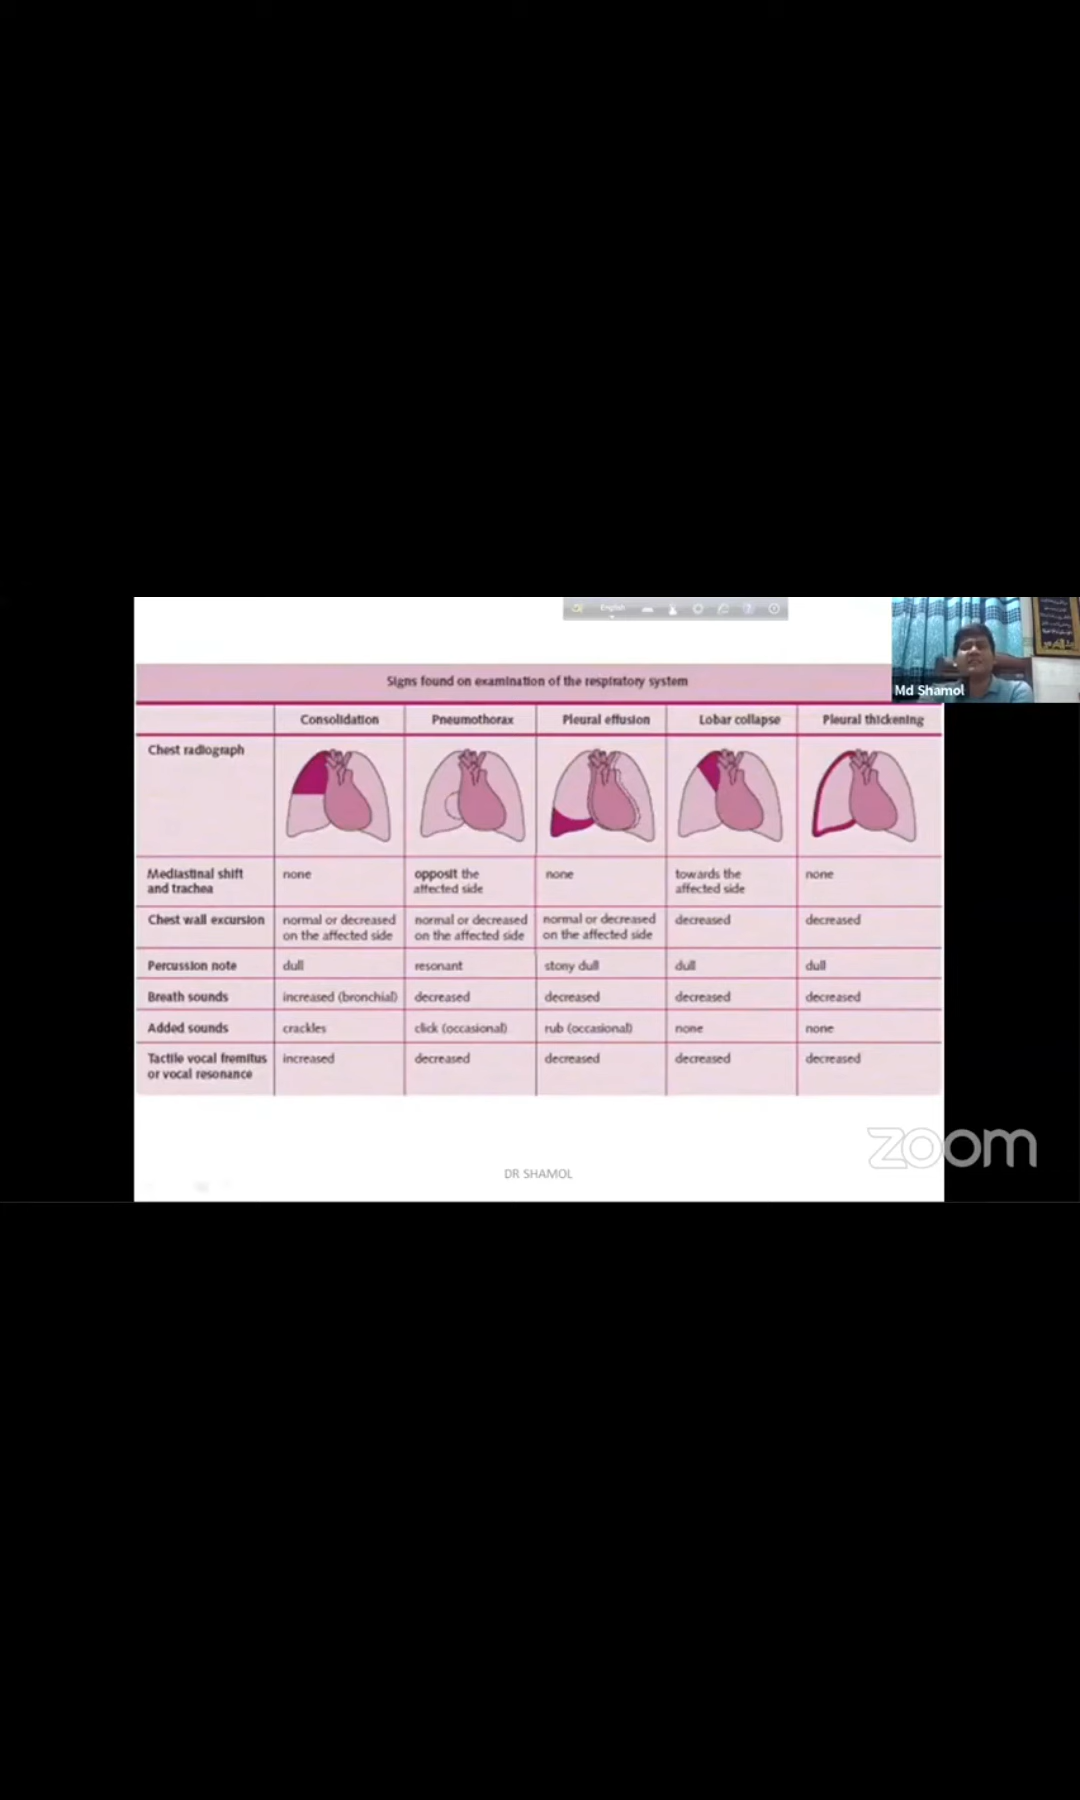 English
Md Shamol
Signs found on examination of the respiratory system
Consolidation Pneumothorax Pleural effusion Lobar collapse Pleural thickening
Chest radiograph
Mediastinal shift and trachea none opposit the affected side none towards the affected side none
Chest wall excursion normal or decreased on the affected side normal or decreased on the affected side normal or decreased on the affected side decreased decreased
Percussion note dull resonant stony dull dull dull
Breath sounds increased (bronchial) decreased decreased decreased decreased
Added sounds crackles click (occasional) rub (occasional) none none
Tactile vocal fremitus or vocal resonance increased decreased decreased decreased decreased
zoom
DR SHAMOL